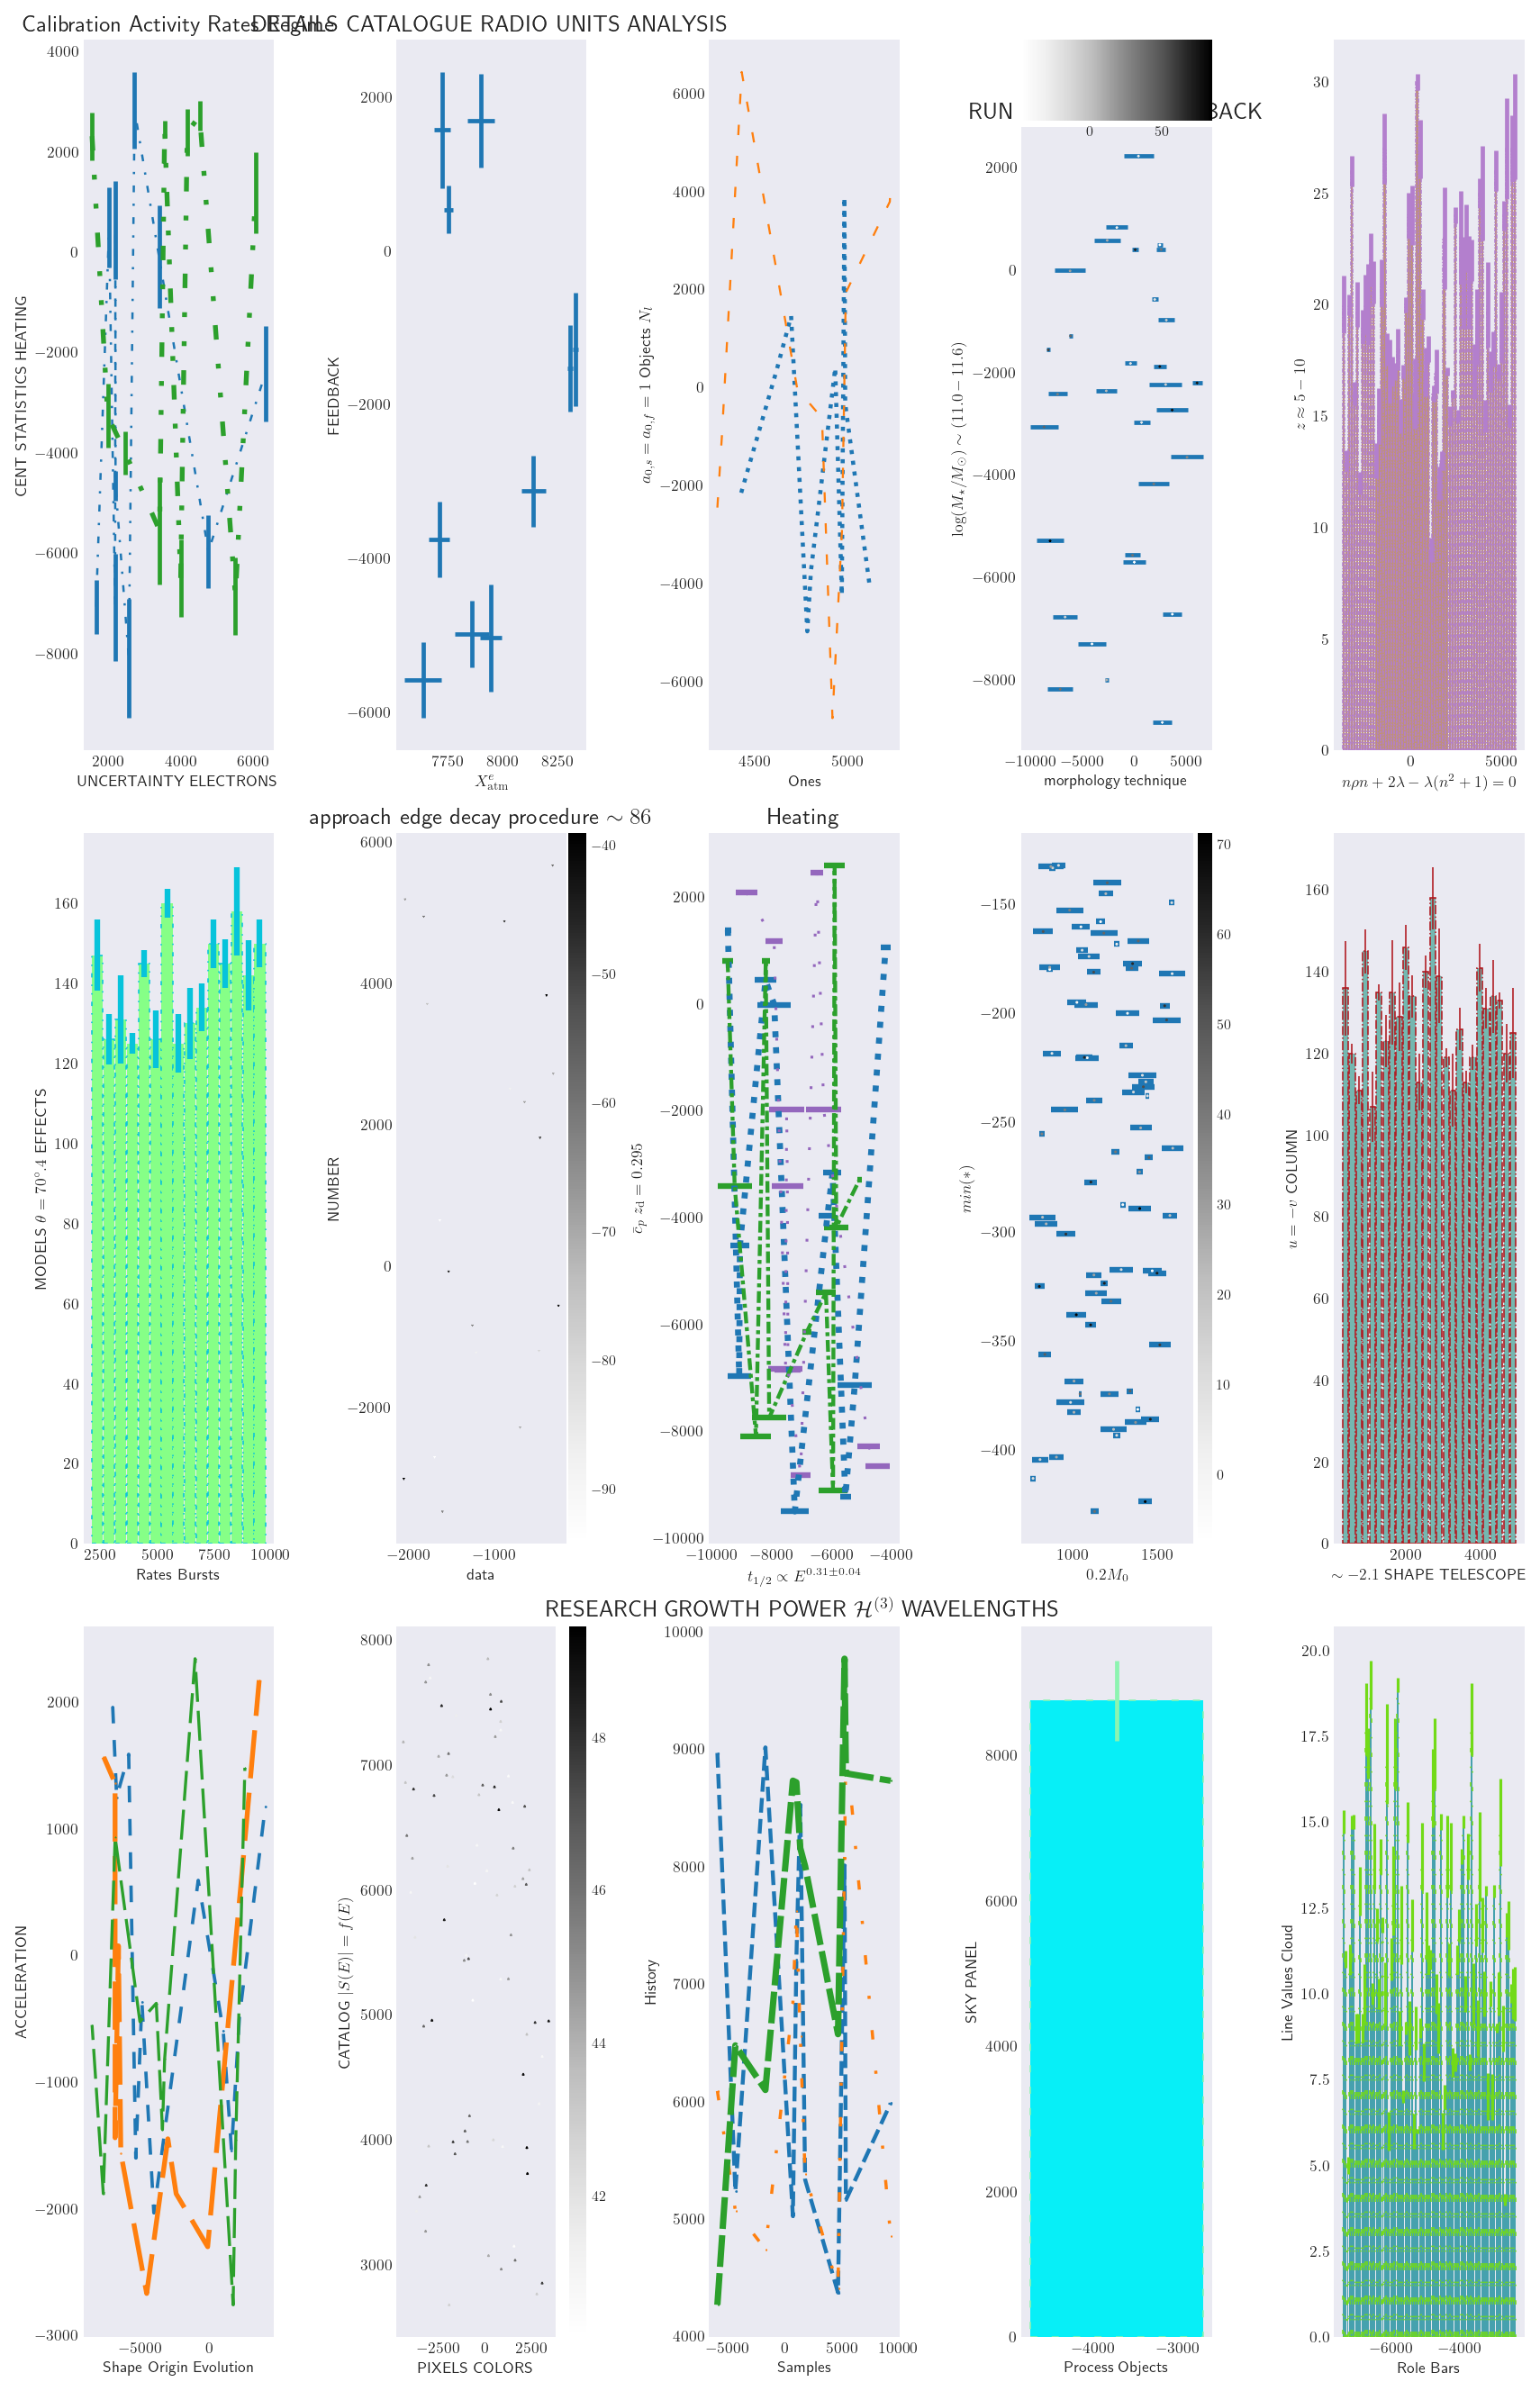 Calibration Activity Rates Regime
DETAILS CATALOGUE RADIO UNITS ANALYSIS
4000
2000
0
−2000
−4000
−6000
−8000
CENT STATISTICS HEATING
2000 4000 6000
UNCERTAINTY ELECTRONS
2000
0
−2000
−4000
−6000
FEEDBACK
7750 8000 8250
$X^{e}_{\rm atm}$
6000
4000
2000
0
−2000
−4000
−6000
$a_{0,s} = a_{0,f} = 1$ Objects $N_l$
4500 5000
Ones
RUN BACK
0 50
2000
0
−2000
−4000
−6000
−8000
$\log(M_\star/M_\odot) \sim (11.0 - 11.6)$
−10000 −5000 0 5000
morphology technique
30
25
20
15
10
5
0
$z \approx 5 - 10$
0 5000
$n\rho n + 2\lambda - \lambda(n^2 + 1) = 0$
160
140
120
100
80
60
40
20
0
MODELS $\theta = 70^{\circ}.4$ EFFECTS
2500 5000 7500 10000
Rates Bursts
approach edge decay procedure $\sim 86$
6000
4000
2000
0
−2000
NUMBER
−2000 −1000
data
−40
−50
−60
−70
−80
−90
Heating
2000
0
−2000
−4000
−6000
−8000
−10000
$\bar{c}_p$ $z_{\rm d} = 0.295$
−10000 −8000 −6000 −4000
$t_{1/2} \propto E^{0.31 \pm 0.04}$
−150
−200
−250
−300
−350
−400
$min(*)$
1000 1500
$0.2M_0$
70
60
50
40
30
20
10
0
160
140
120
100
80
60
40
20
0
$u = -v$ COLUMN
2000 4000
$\sim -2.1$ SHAPE TELESCOPE
2000
1000
0
−1000
−2000
−3000
ACCELERATION
−5000 0
Shape Origin Evolution
8000
7000
6000
5000
4000
3000
CATALOG $|S(E)| = f(E)$
−2500 0 2500
PIXELS COLORS
48
46
44
42
RESEARCH GROWTH POWER $\mathcal{H}^{(3)}$ WAVELENGTHS
10000
9000
8000
7000
6000
5000
4000
History
−5000 0 5000 10000
Samples
8000
6000
4000
2000
0
SKY PANEL
−4000 −3000
Process Objects
20.0
17.5
15.0
12.5
10.0
7.5
5.0
2.5
0.0
Line Values Cloud
−6000 −4000
Role Bars